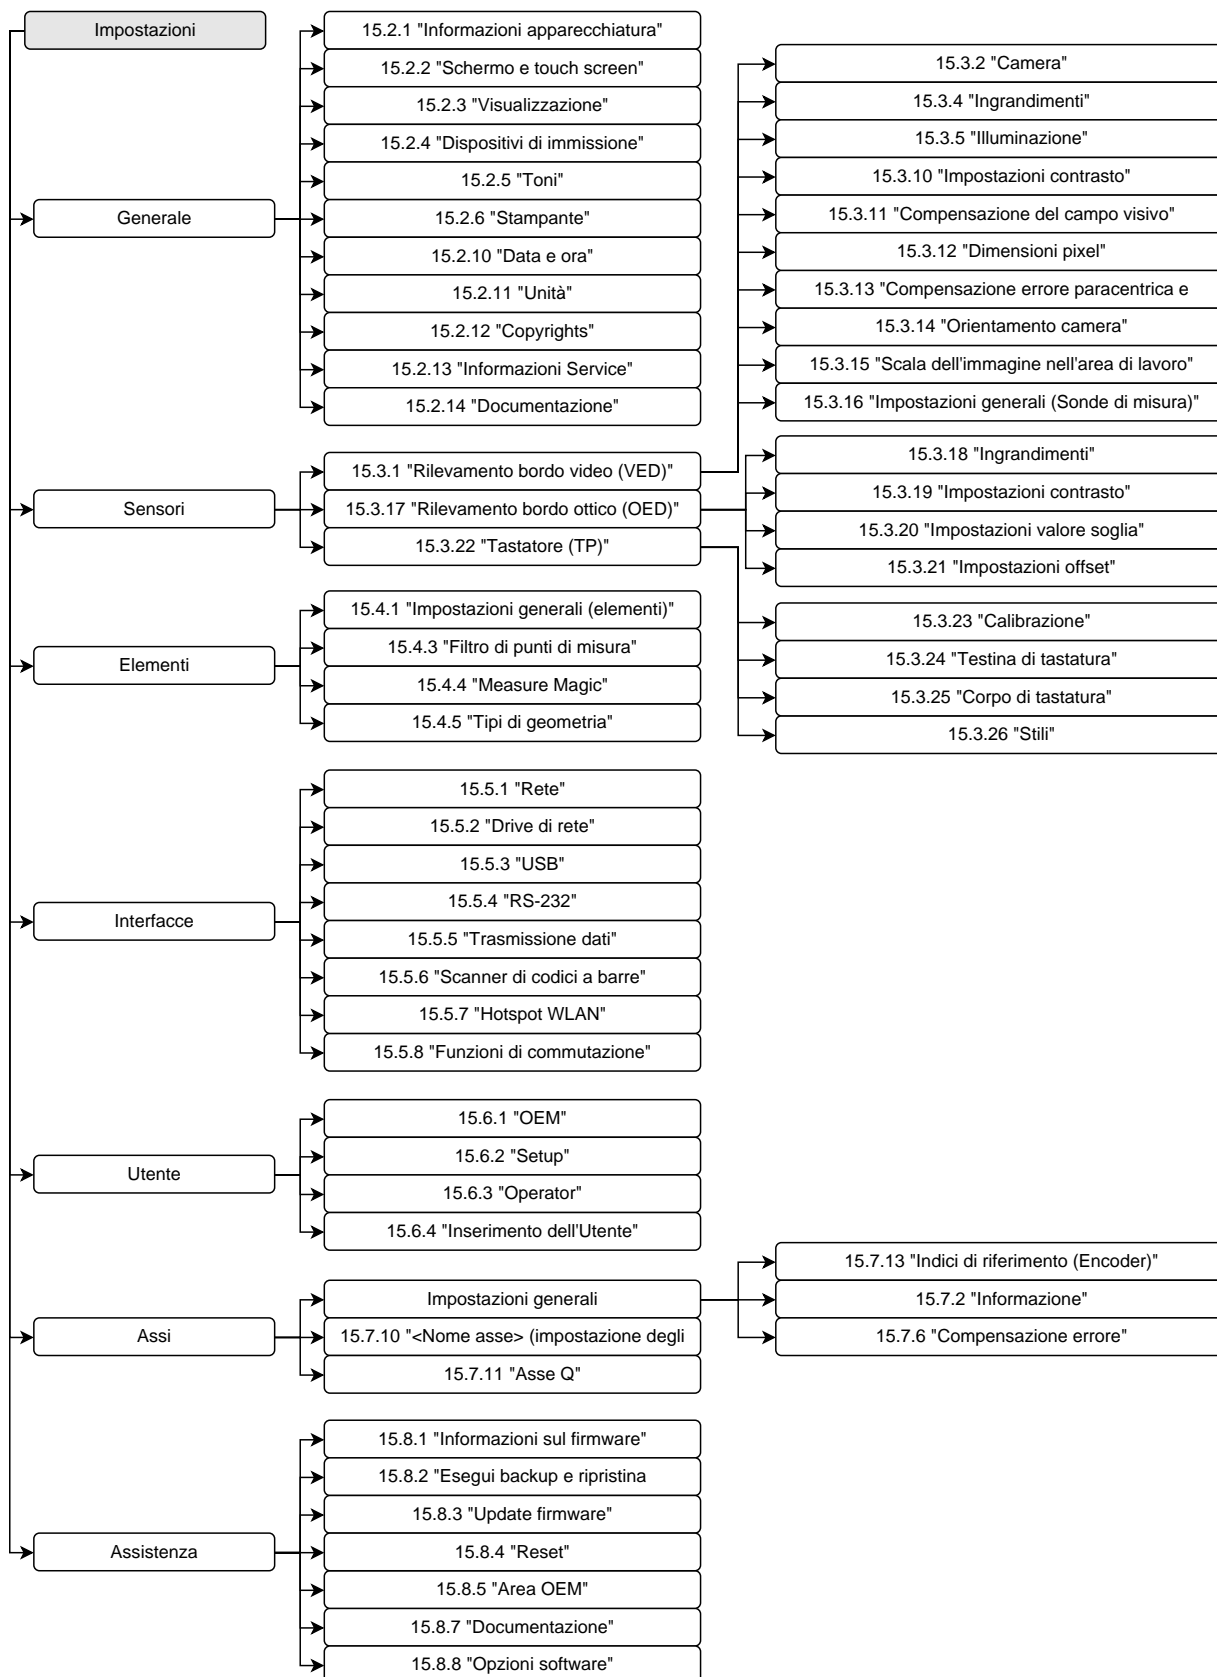 Impostazioni
Generale
15.2.1 "Informazioni apparecchiatura"
15.2.2 "Schermo e touch screen"
15.2.3 "Visualizzazione"
15.2.4 "Dispositivi di immissione"
15.2.5 "Toni"
15.2.6 "Stampante"
15.2.10 "Data e ora"
15.2.11 "Unità"
15.2.12 "Copyrights"
15.2.13 "Informazioni Service"
15.2.14 "Documentazione"
Sensori
15.3.1 "Rilevamento bordo video (VED)"
15.3.2 "Camera"
15.3.4 "Ingrandimenti"
15.3.5 "Illuminazione"
15.3.10 "Impostazioni contrasto"
15.3.11 "Compensazione del campo visivo"
15.3.12 "Dimensioni pixel"
15.3.13 "Compensazione errore paracentrica e
15.3.14 "Orientamento camera"
15.3.15 "Scala dell'immagine nell'area di lavoro"
15.3.16 "Impostazioni generali (Sonde di misura)"
15.3.17 "Rilevamento bordo ottico (OED)"
15.3.18 "Ingrandimenti"
15.3.19 "Impostazioni contrasto"
15.3.20 "Impostazioni valore soglia"
15.3.21 "Impostazioni offset"
15.3.22 "Tastatore (TP)"
15.3.23 "Calibrazione"
15.3.24 "Testina di tastatura"
15.3.25 "Corpo di tastatura"
15.3.26 "Stili"
Elementi
15.4.1 "Impostazioni generali (elementi)"
15.4.3 "Filtro di punti di misura"
15.4.4 "Measure Magic"
15.4.5 "Tipi di geometria"
Interfacce
15.5.1 "Rete"
15.5.2 "Drive di rete"
15.5.3 "USB"
15.5.4 "RS-232"
15.5.5 "Trasmissione dati"
15.5.6 "Scanner di codici a barre"
15.5.7 "Hotspot WLAN"
15.5.8 "Funzioni di commutazione"
Utente
15.6.1 "OEM"
15.6.2 "Setup"
15.6.3 "Operator"
15.6.4 "Inserimento dell'Utente"
Assi
Impostazioni generali
15.7.13 "Indici di riferimento (Encoder)"
15.7.2 "Informazione"
15.7.6 "Compensazione errore"
15.7.10 "<Nome asse> (impostazione degli
15.7.11 "Asse Q"
Assistenza
15.8.1 "Informazioni sul firmware"
15.8.2 "Esegui backup e ripristina
15.8.3 "Update firmware"
15.8.4 "Reset"
15.8.5 "Area OEM"
15.8.7 "Documentazione"
15.8.8 "Opzioni software"